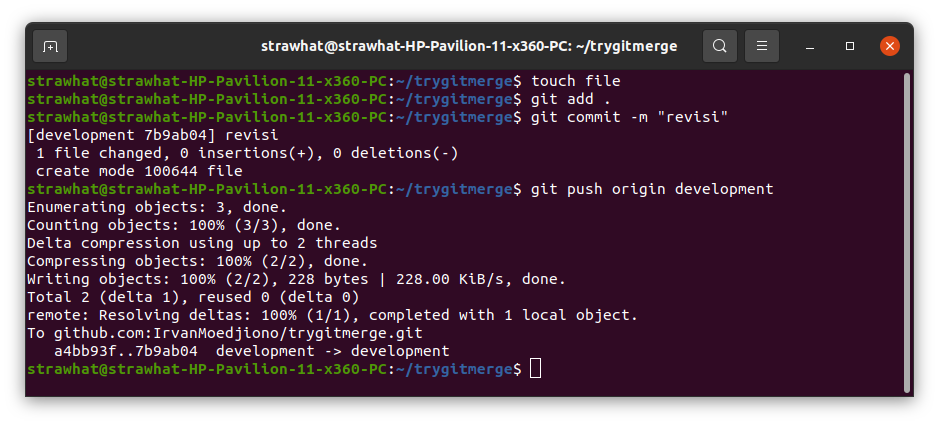 strawhat@strawhat-HP-Pavilion-11-x360-PC: ~/trygitmerge
strawhat@strawhat-HP-Pavilion-11-x360-PC:~/trygitmerge$ touch file
strawhat@strawhat-HP-Pavilion-11-x360-PC:~/trygitmerge$ git add .
strawhat@strawhat-HP-Pavilion-11-x360-PC:~/trygitmerge$ git commit -m "revisi"
[development 7b9ab04] revisi
 1 file changed, 0 insertions(+), 0 deletions(-)
 create mode 100644 file
strawhat@strawhat-HP-Pavilion-11-x360-PC:~/trygitmerge$ git push origin development
Enumerating objects: 3, done.
Counting objects: 100% (3/3), done.
Delta compression using up to 2 threads
Compressing objects: 100% (2/2), done.
Writing objects: 100% (2/2), 228 bytes | 228.00 KiB/s, done.
Total 2 (delta 1), reused 0 (delta 0)
remote: Resolving deltas: 100% (1/1), completed with 1 local object.
To github.com:IrvanMoedjiono/trygitmerge.git
   a4bb93f..7b9ab04  development -> development
strawhat@strawhat-HP-Pavilion-11-x360-PC:~/trygitmerge$